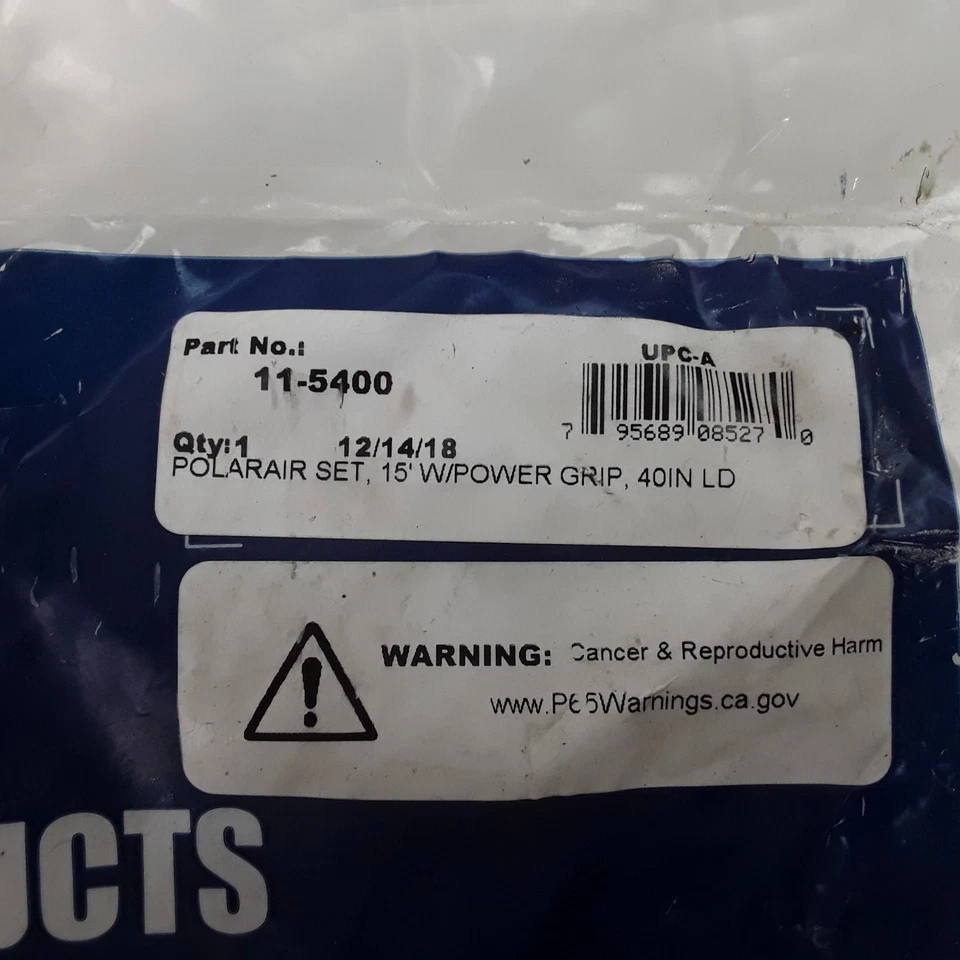 Part No.:
11-5400
UPC-A
7 95689 08527 0
Qty:1 12/14/18
POLARAIR SET, 15' W/POWER GRIP, 40IN LD
WARNING: Cancer & Reproductive Harm
www.P65Warnings.ca.gov
UCTS